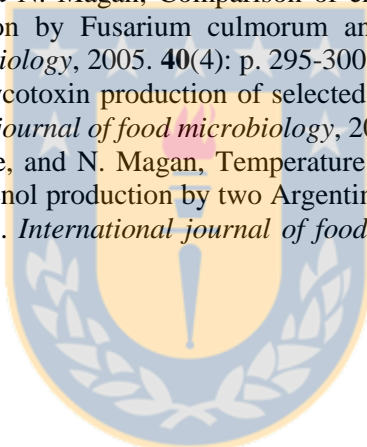 N. Magan, Comparison of
on by Fusarium culmorum an
iology, 2005. 40(4): p. 295-300
ycotoxin production of selected
journal of food microbiology, 20
e, and N. Magan, Temperature
enol production by two Argentin
. International journal of food